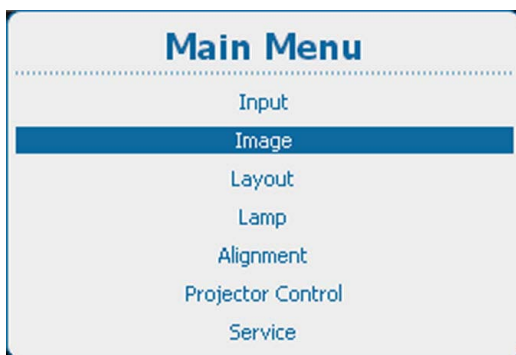 Main Menu
Input
Image
Layout
Lamp
Alignment
Projector Control
Service